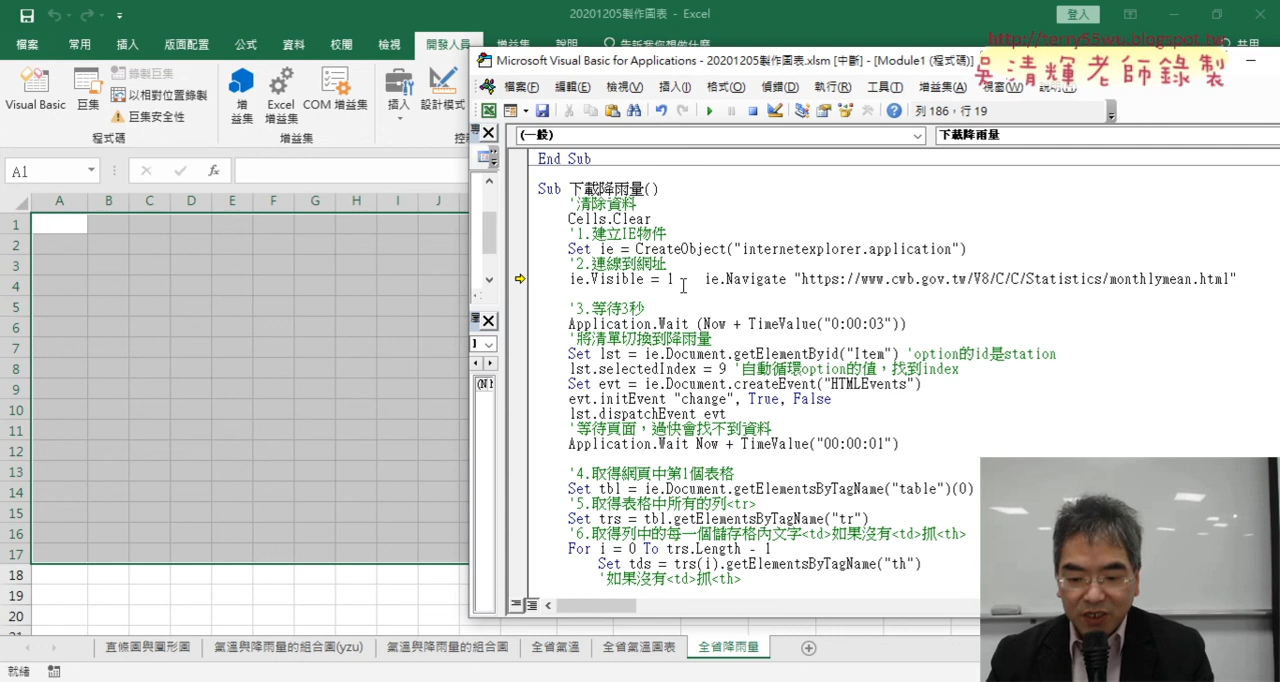 20201205製作圖表 - Excel
登入
檔案 常用 插入 版面配置 公式 資料 校閱 檢視 開發人員 增益集 說明 告訴我您想做什麼 共用
http://terry55wu.blogspot.tw
吳清輝老師錄製
Visual Basic
巨集
錄製巨集
以相對位置錄製
巨集安全性
程式碼
增益集
Excel 增益集
COM 增益集
增益集
插入
設計模式
Microsoft Visual Basic for Applications - 20201205製作圖表.xlsm [中斷] - [Module1 (程式碼)]
檔案(F) 編輯(E) 檢視(V) 插入(I) 格式(O) 偵錯(D) 執行(R) 工具(T) 增益集(A) 視窗(W) 說明(H)
列 186，行 19
(一般) 下載降雨量
A1
fx
A B C D E F G H I J
1
2
3
4
5
6
7
8
9
10
11
12
13
14
15
16
17
18
19
20
End Sub
Sub 下載降雨量()
'清除資料
Cells.Clear
'1.建立IE物件
Set ie = CreateObject("internetexplorer.application")
'2.連線到網址
ie.Visible = 1 ie.Navigate "https://www.cwb.gov.tw/V8/C/C/Statistics/monthlymean.html"
'3.等待3秒
Application.Wait (Now + TimeValue("0:00:03"))
'將清單切換到降雨量
Set lst = ie.Document.getElementByid("Item") 'option的id是station
lst.selectedIndex = 9 '自動循環option的值，找到index
Set evt = ie.Document.createEvent("HTMLEvents")
evt.initEvent "change", True, False
lst.dispatchEvent evt
'等待頁面，過快會找不到資料
Application.Wait Now + TimeValue("00:00:01")
'4.取得網頁中第1個表格
Set tbl = ie.Document.getElementsByTagName("table")(0)
'5.取得表格中所有的列<tr>
Set trs = tbl.getElementsByTagName("tr")
'6.取得列中的每一個儲存格內文字<td>如果沒有<td>抓<th>
For i = 0 To trs.Length - 1
Set tds = trs(i).getElementsByTagName("th")
'如果沒有<td>抓<th>
直條圖與圓形圖 氣溫與降雨量的組合圖(yzu) 氣溫與降雨量的組合圖 全省氣溫 全省氣溫圖表 全省降雨量
就緒